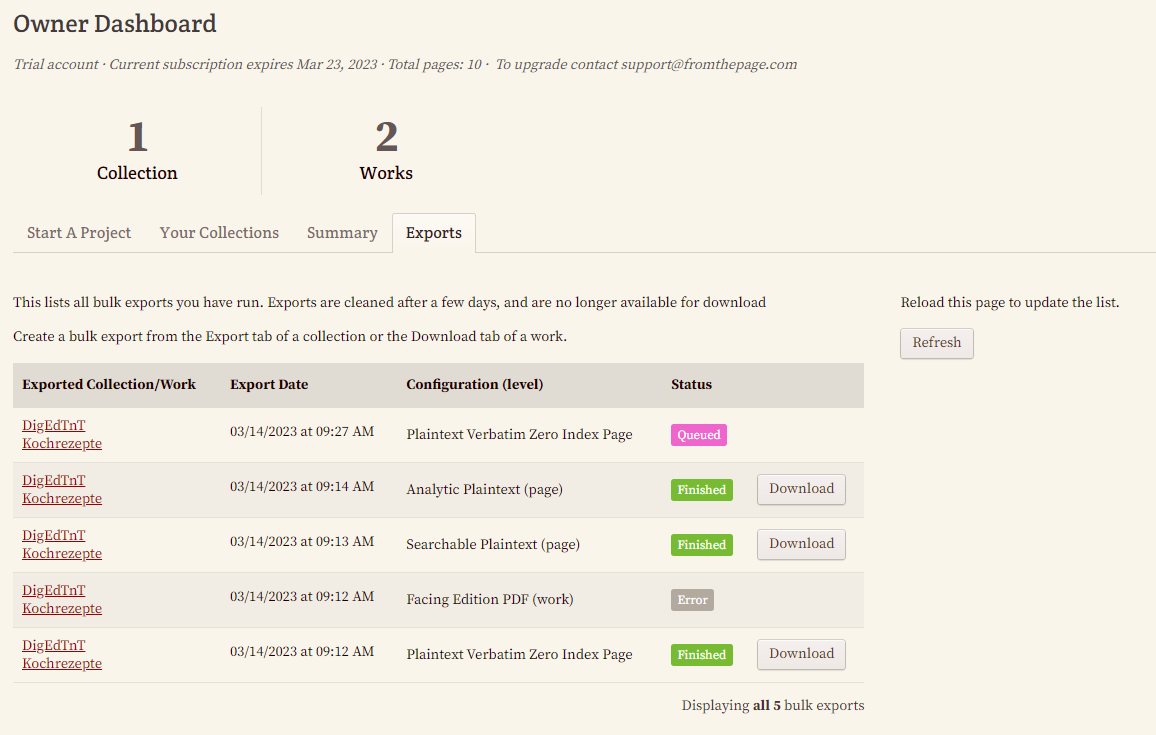 Owner Dashboard
Trial account · Current subscription expires Mar 23, 2023 · Total pages: 10 · To upgrade contact support@fromthepage.com
1
Collection
2
Works
Start A Project
Your Collections
Summary
Exports
This lists all bulk exports you have run. Exports are cleaned after a few days, and are no longer available for download
Create a bulk export from the Export tab of a collection or the Download tab of a work.
Reload this page to update the list.
Refresh
Exported Collection/Work Export Date Configuration (level) Status
DigEdTnT
Kochrezepte
03/14/2023 at 09:27 AM Plaintext Verbatim Zero Index Page Queued
DigEdTnT
Kochrezepte
03/14/2023 at 09:14 AM Analytic Plaintext (page) Finished Download
DigEdTnT
Kochrezepte
03/14/2023 at 09:13 AM Searchable Plaintext (page) Finished Download
DigEdTnT
Kochrezepte
03/14/2023 at 09:12 AM Facing Edition PDF (work) Error
DigEdTnT
Kochrezepte
03/14/2023 at 09:12 AM Plaintext Verbatim Zero Index Page Finished Download
Displaying all 5 bulk exports